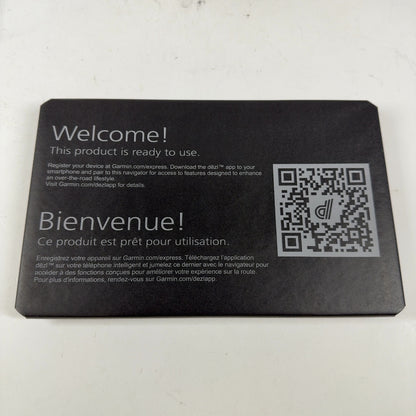 Welcome!
This product is ready to use.
Register your device at Garmin.com/express. Download the dēzl™ app to your
smartphone and pair to this navigator for access to features designed to enhance
an over-the-road lifestyle.
Visit Garmin.com/dezlapp for details.
Bienvenue!
Ce produit est prêt pour utilisation.
Enregistrez votre appareil sur Garmin.com/express. Téléchargez l'application
dēzl™ sur votre téléphone intelligent et jumelez ce dernier avec le navigateur pour
accéder à des fonctions conçues pour améliorer votre expérience sur la route.
Pour plus d'informations, rendez-vous sur Garmin.com/dezlapp.